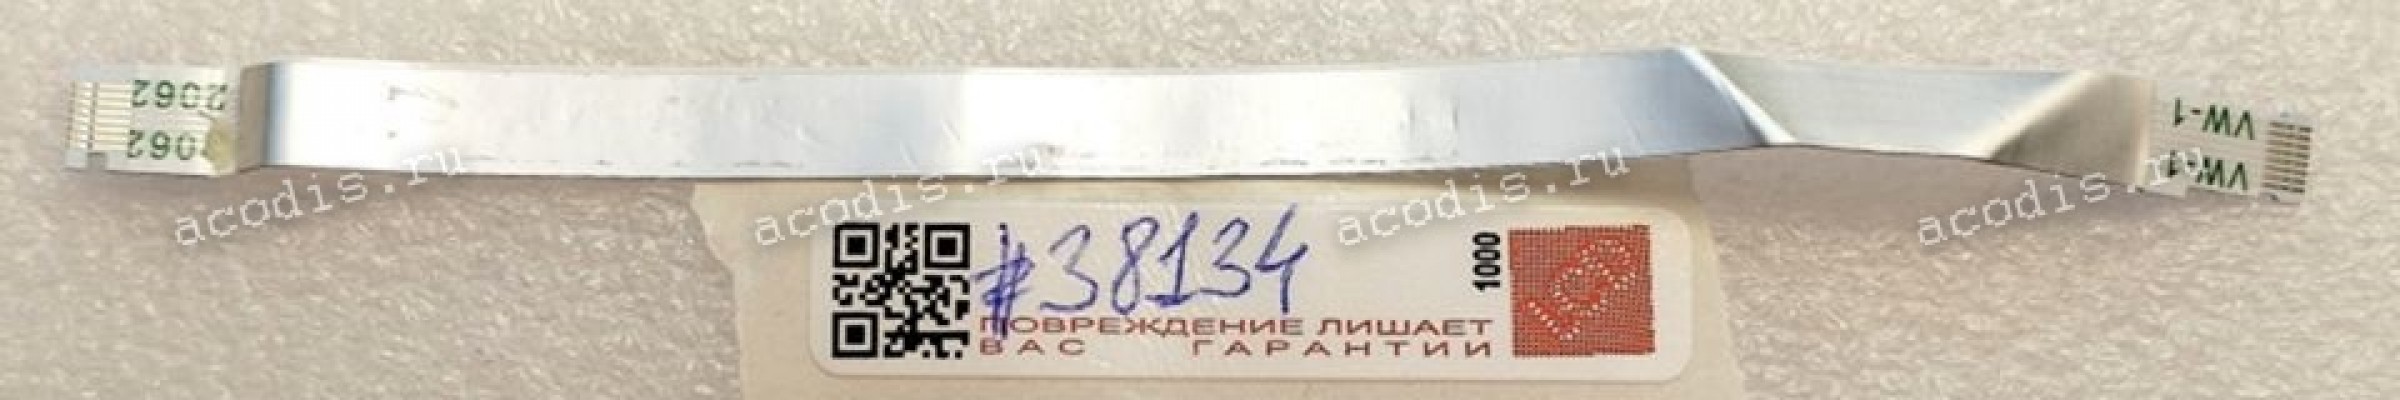 2062
2062
VW-1
VW-1
acodis.ru
acodis.ru
acodis.ru
acodis.ru
#38134
1000
ПОВРЕЖДЕНИЕ ЛИШАЕТ
ВАС ГАРАНТИИ